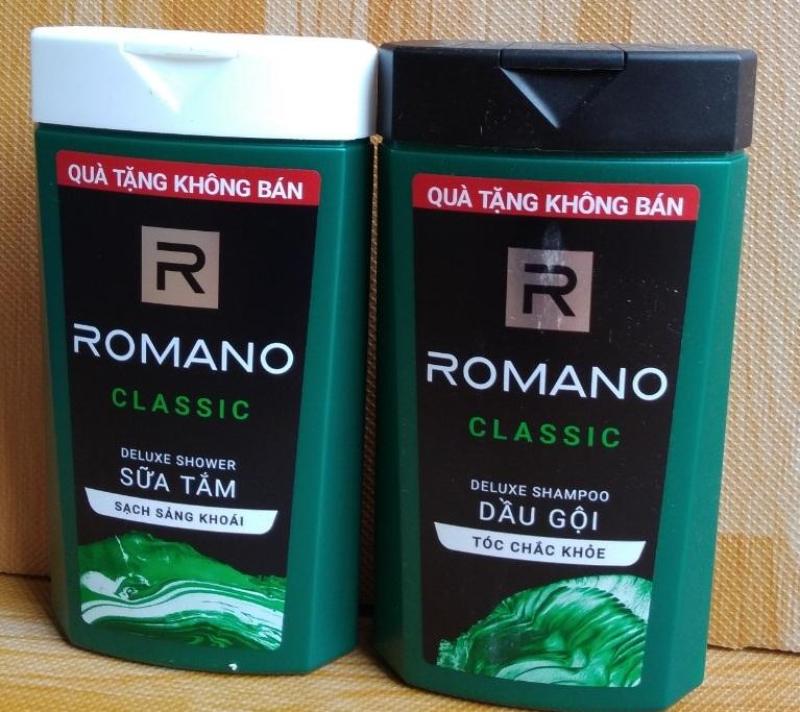 QUÀ TẶNG KHÔNG BÁN
R
ROMANO
CLASSIC
DELUXE SHOWER
SỮA TẮM
SẠCH SẢNG KHOÁI
QUÀ TẶNG KHÔNG BÁN
R
ROMANO
CLASSIC
DELUXE SHAMPOO
DẦU GỘI
TÓC CHẮC KHỎE